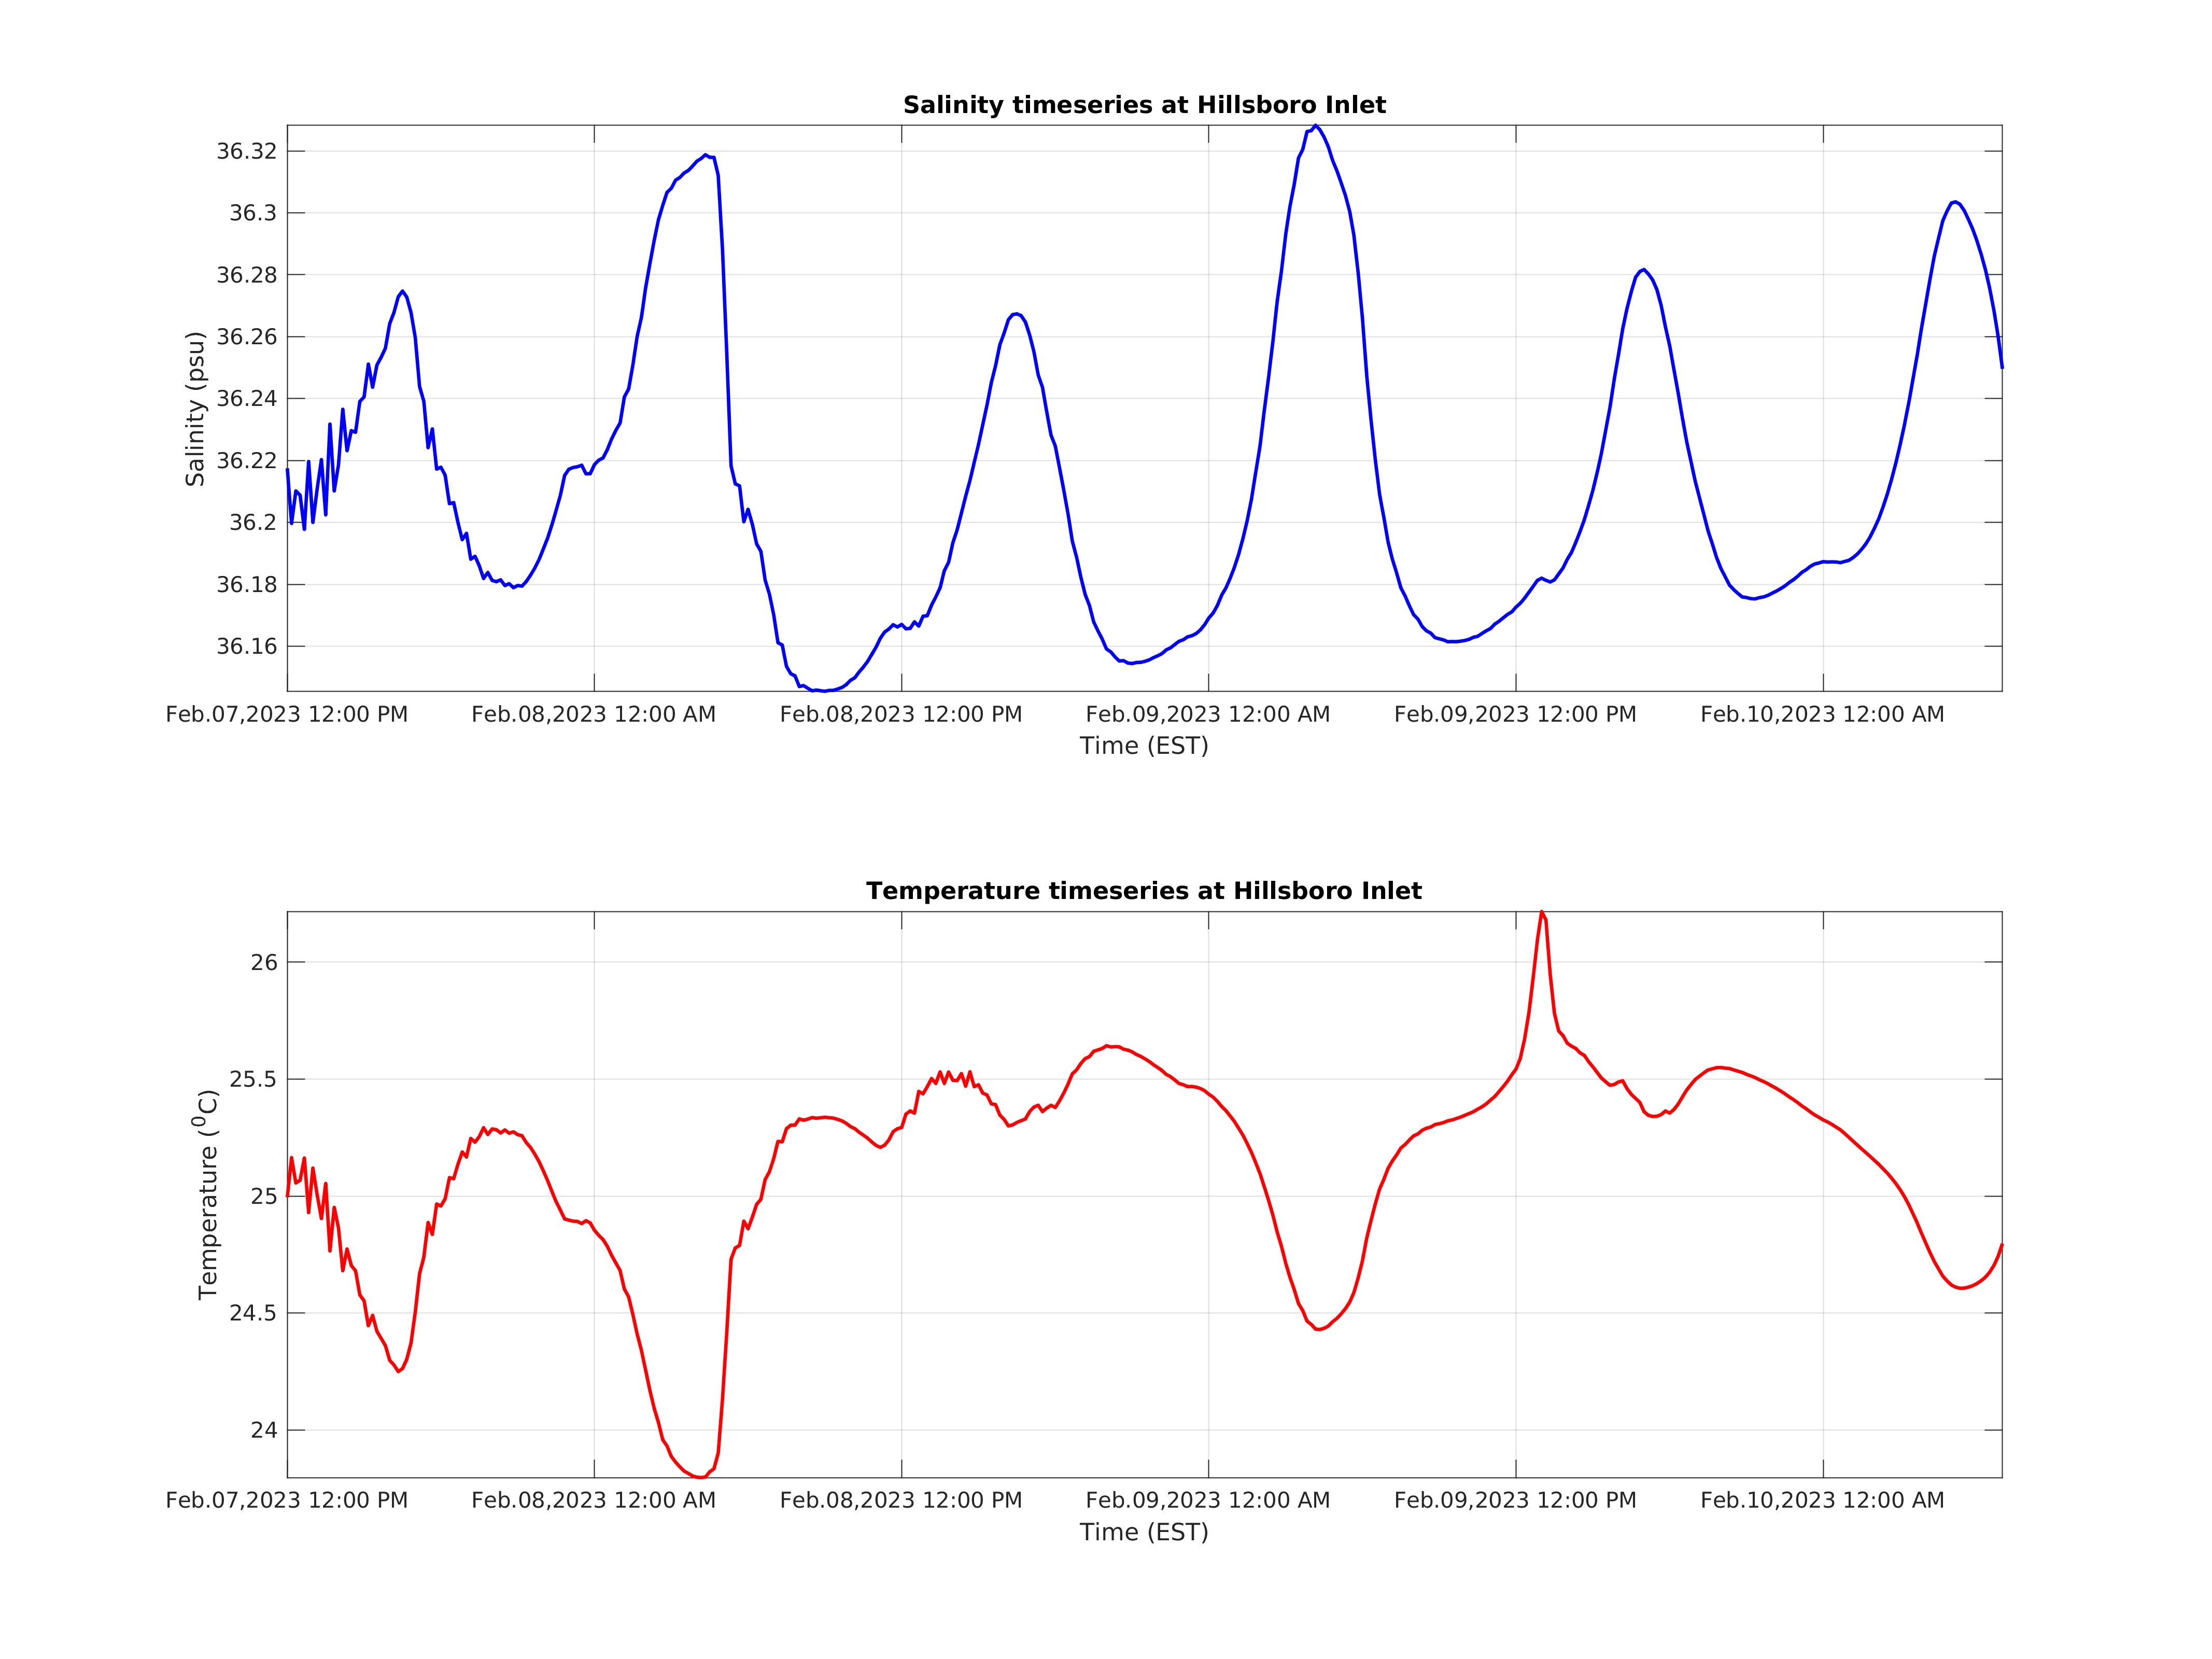 Salinity timeseries at Hillsboro Inlet
36.32
36.3
36.28
36.26
36.24
36.22
36.2
36.18
36.16
Salinity (psu)
Feb.07,2023 12:00 PM Feb.08,2023 12:00 AM Feb.08,2023 12:00 PM Feb.09,2023 12:00 AM Feb.09,2023 12:00 PM Feb.10,2023 12:00 AM
Time (EST)
Temperature timeseries at Hillsboro Inlet
26
25.5
25
24.5
24
Temperature (⁰C)
Feb.07,2023 12:00 PM Feb.08,2023 12:00 AM Feb.08,2023 12:00 PM Feb.09,2023 12:00 AM Feb.09,2023 12:00 PM Feb.10,2023 12:00 AM
Time (EST)